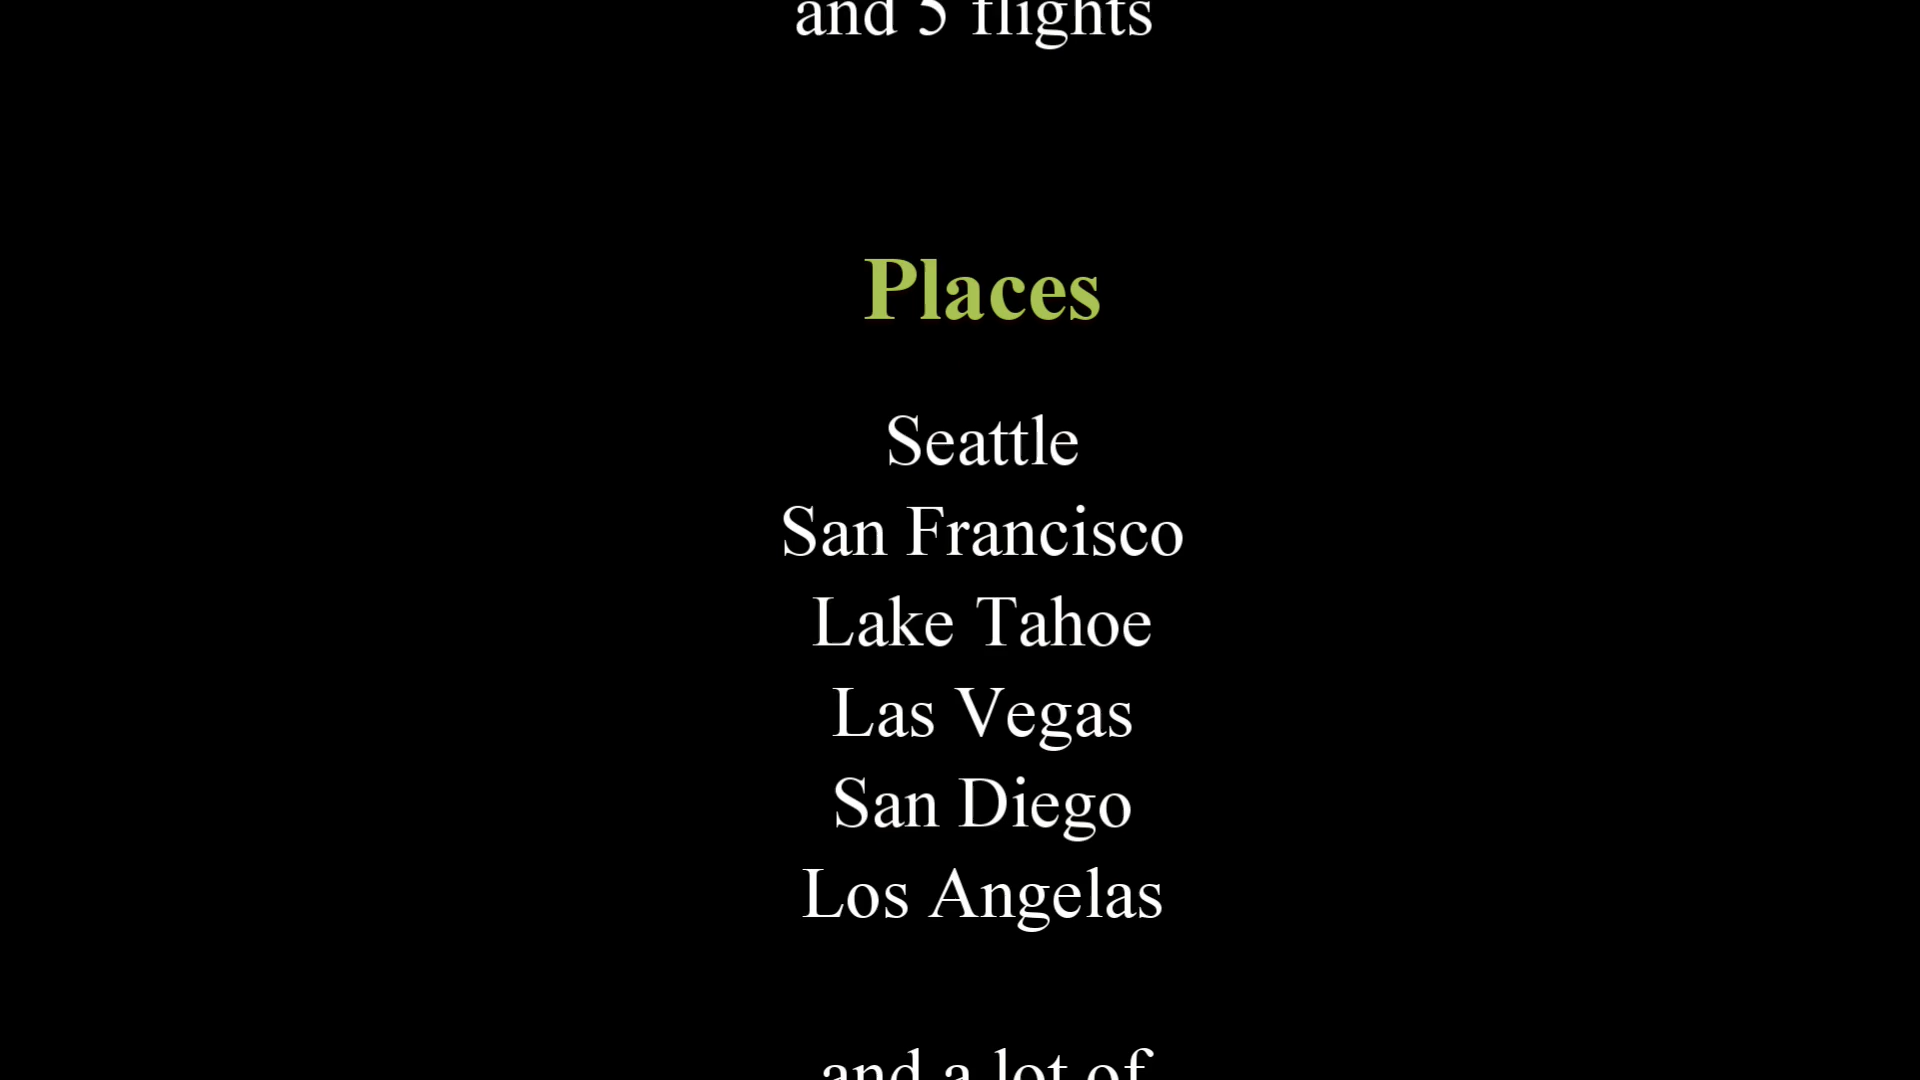 and 5 flights
Places
Seattle
San Francisco
Lake Tahoe
Las Vegas
San Diego
Los Angelas
and a lot of